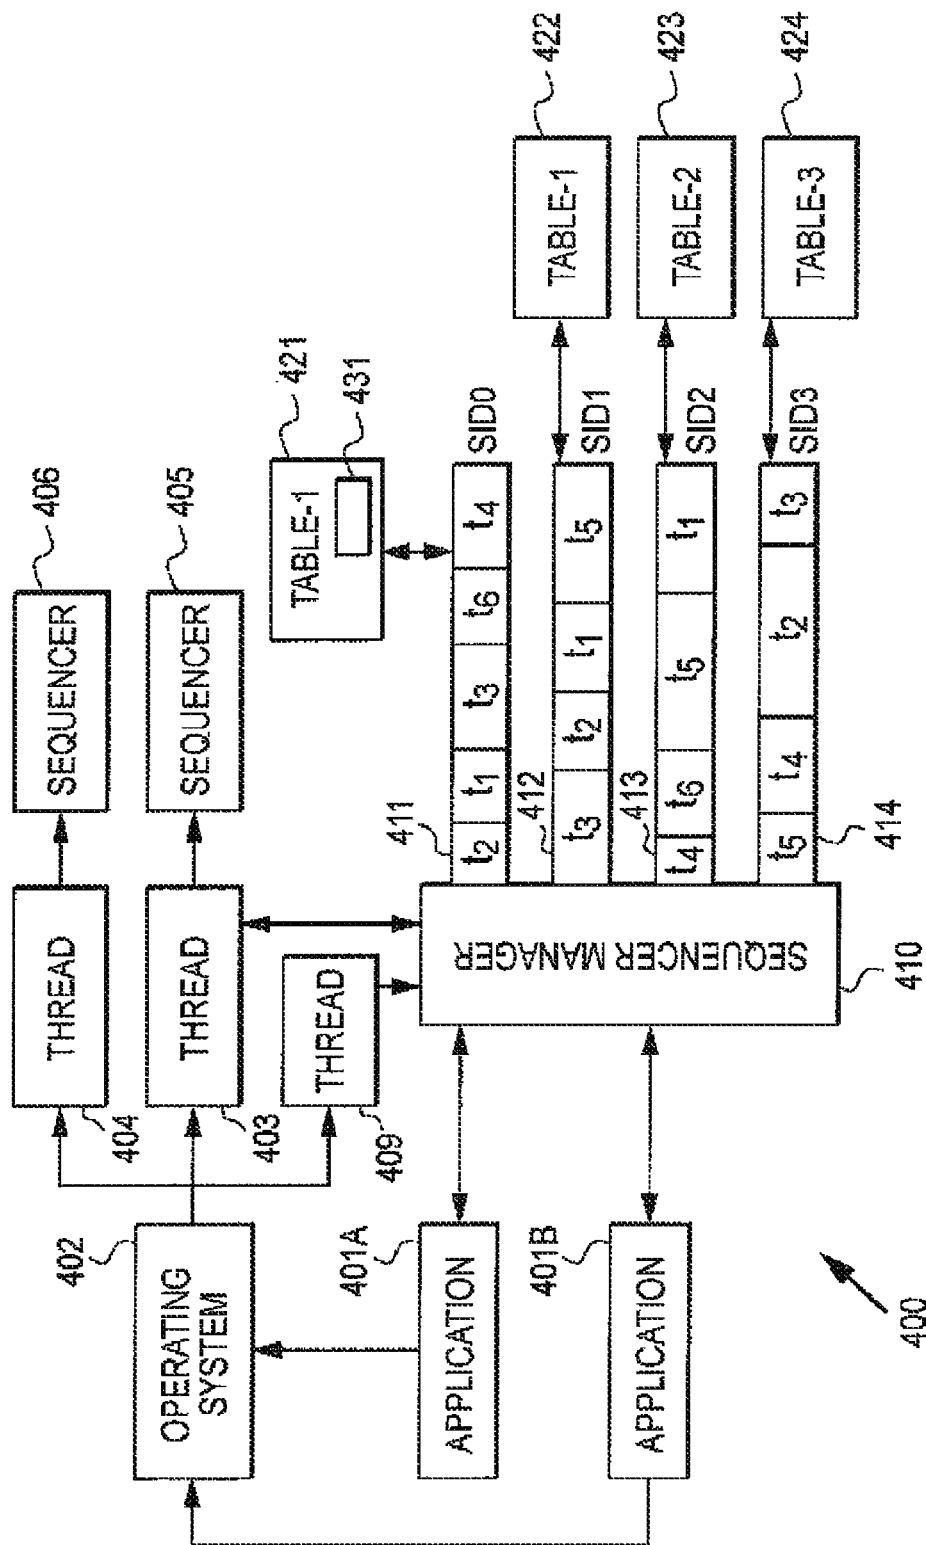 406
SEQUENCER
THREAD
404
405
SEQUENCER
THREAD
403
402
OPERATING
SYSTEM
THREAD
409
421
TABLE-1
431
401A
APPLICATION
401B
APPLICATION
SEQUENCER MANAGER
410
411
t2
t1
t3
t6
t4
SID0
412
t3
t2
t1
t5
SID1
TABLE-1
422
413
t4
t6
t5
t1
SID2
TABLE-2
423
414
t5
t4
t2
t3
SID3
TABLE-3
424
400